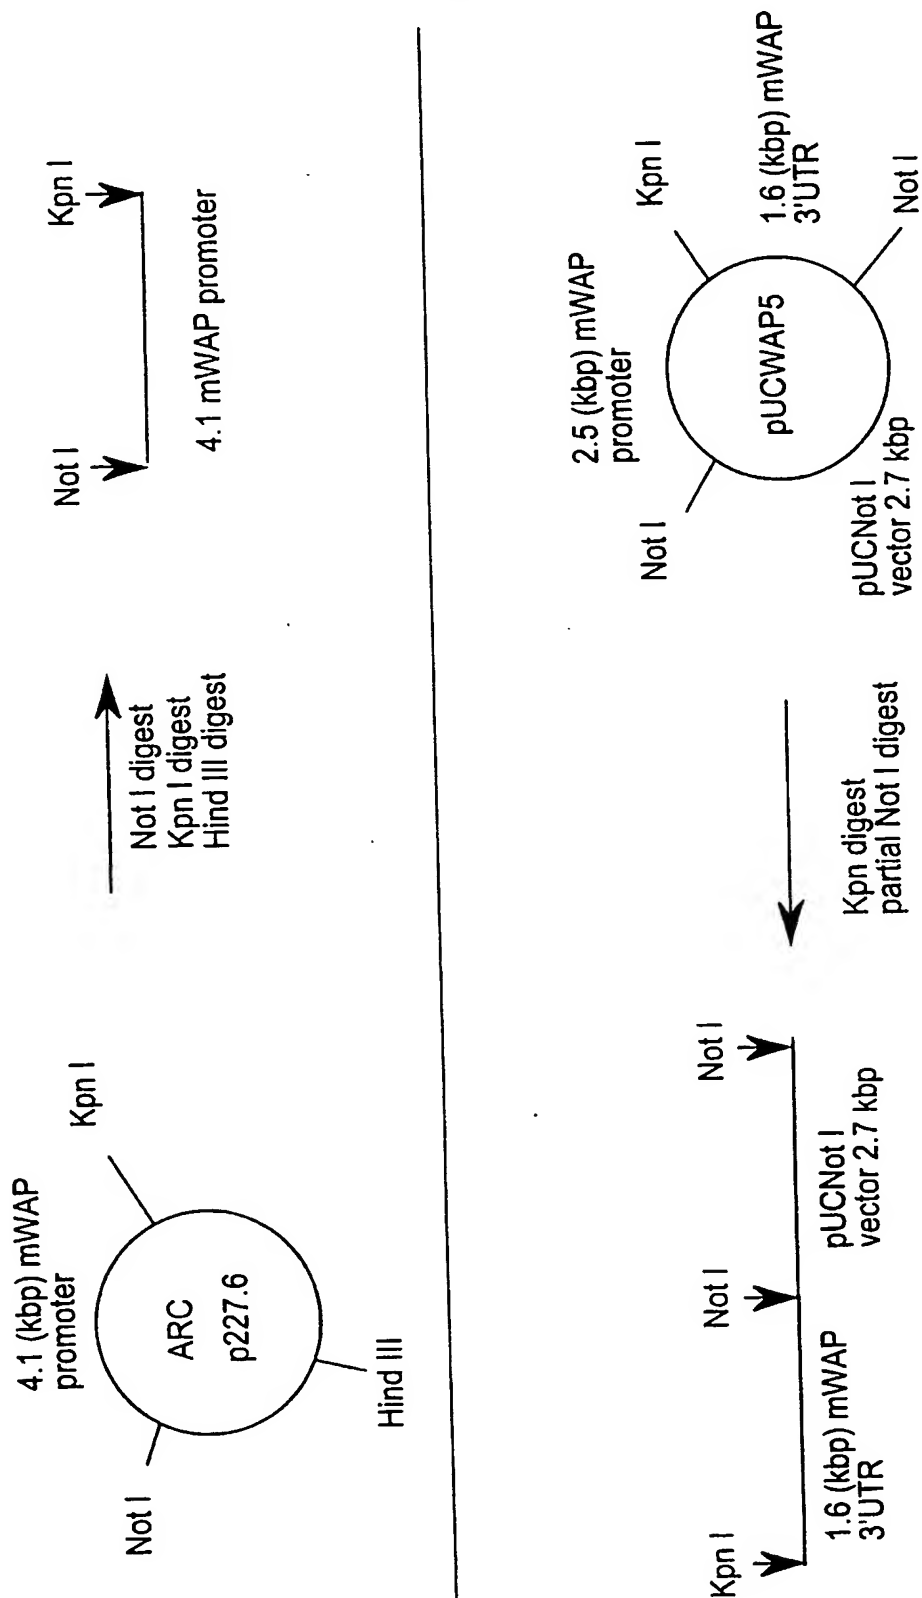 4.1 (kbp) mWAP
promoter
Kpn I
ARC
p227.6
Not I
Hind III
Not I digest
Kpn I digest
Hind III digest
Not I
Kpn I
4.1 mWAP promoter
Kpn I
Not I
Not I
1.6 (kbp) mWAP
3'UTR
pUCNot I
vector 2.7 kbp
Kpn digest
partial Not I digest
2.5 (kbp) mWAP
promoter
Kpn I
Not I
pUCWAP5
1.6 (kbp) mWAP
3'UTR
pUCNot I
vector 2.7 kbp
Not I